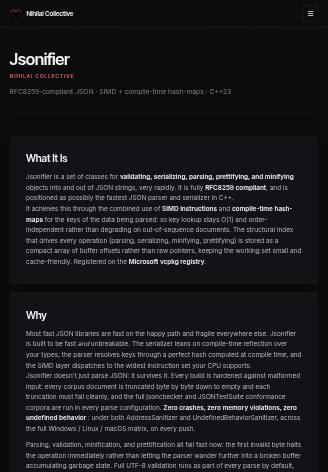 Nihilai Collective
Jsonifier
NIHILAI COLLECTIVE
RFC8259-compliant JSON · SIMD + compile-time hash-maps · C++23
What It Is
Jsonifier is a set of classes for validating, serializing, parsing, prettifying, and minifying
objects into and out of JSON strings, very rapidly. It is fully RFC8259 compliant, and is
positioned as possibly the fastest JSON parser and serializer in C++.
It achieves this through the combined use of SIMD instructions and compile-time hash-
maps for the keys of the data being parsed: so key lookup stays O(1) and order-
independent rather than degrading on out-of-sequence documents. The structural index
that drives every operation (parsing, serializing, minifying, prettifying) is stored as a
compact array of buffer offsets rather than raw pointers, keeping the working set small and
cache-friendly. Registered on the Microsoft vcpkg registry.
Why
Most fast JSON libraries are fast on the happy path and fragile everywhere else. Jsonifier
is built to be fast and unbreakable. The serializer leans on compile-time reflection over
your types, the parser resolves keys through a perfect hash computed at compile time, and
the SIMD layer dispatches to the widest instruction set your CPU supports.
Jsonifier doesn't just parse JSON: it survives it. Every build is hardened against malformed
input: every corpus document is truncated byte by byte down to empty and each
truncation must fail cleanly, and the full jsonchecker and JSONTestSuite conformance
corpora are run in every parse configuration. Zero crashes, zero memory violations, zero
undefined behavior: under both AddressSanitizer and UndefinedBehaviorSanitizer, across
the full Windows / Linux / macOS matrix, on every push.
Parsing, validation, minification, and prettification all fail fast now: the first invalid byte halts
the operation immediately rather than letting the parser wander further into a broken buffer
accumulating garbage state. Full UTF-8 validation runs as part of every parse by default,